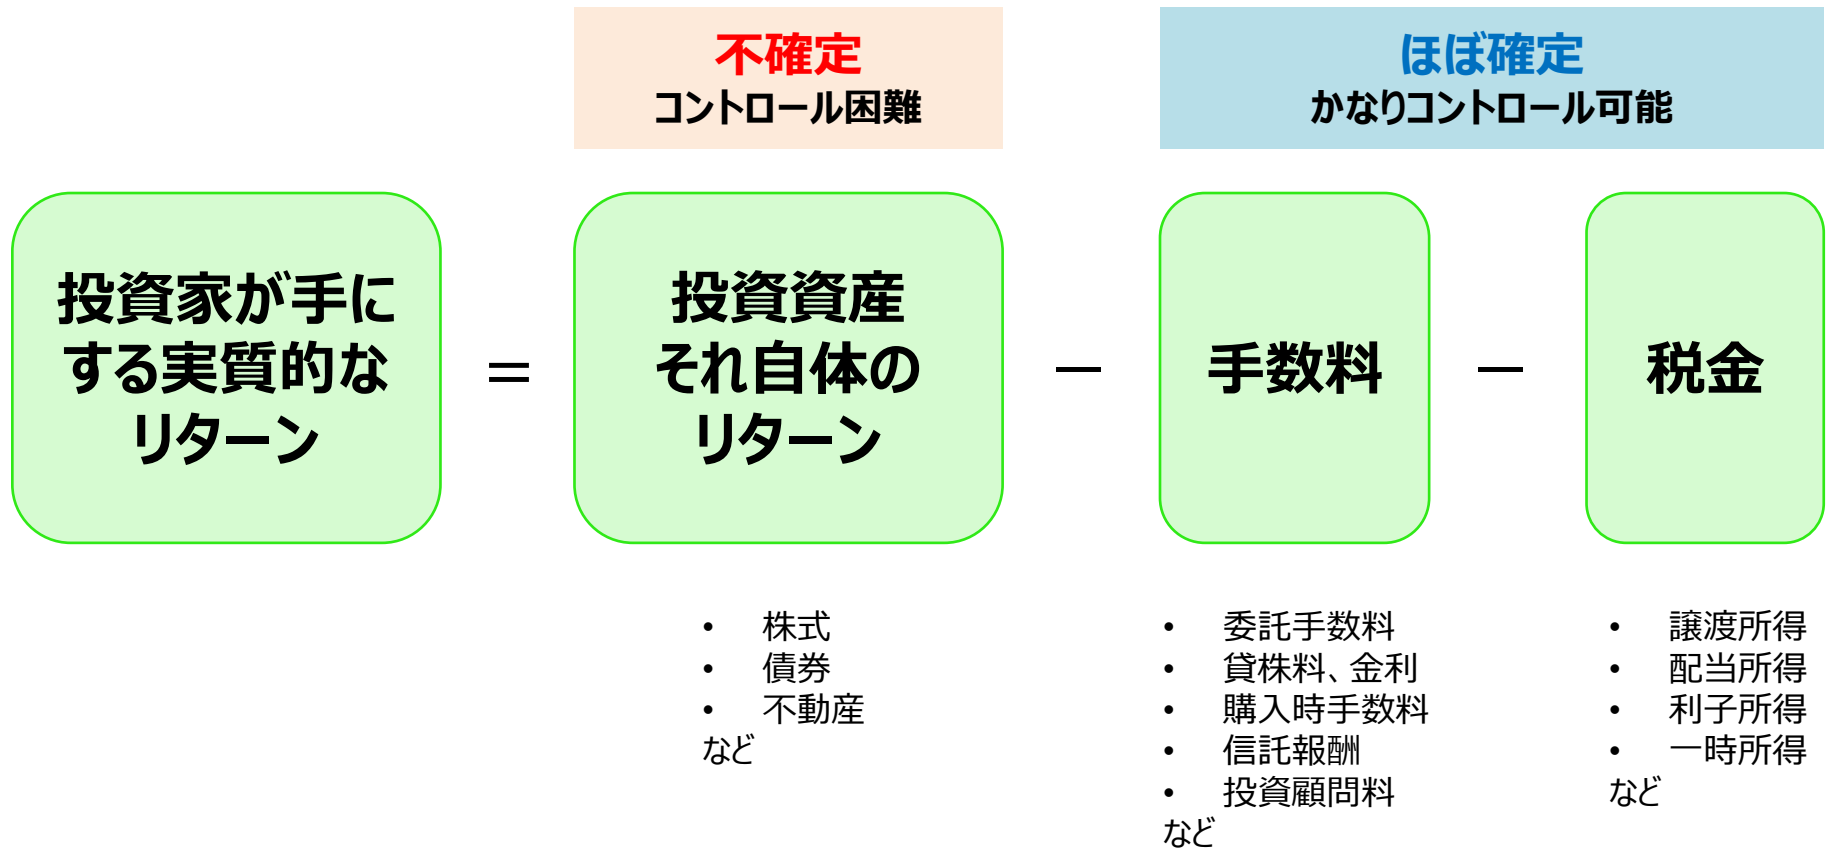 不確定
コントロール困難
ほぼ確定
かなりコントロール可能
投資家が手に
する実質的な
リターン
＝
投資資産
それ自体の
リターン
－
手数料
－
税金
• 株式
• 債券
• 不動産
など
• 委託手数料
• 貸株料、金利
• 購入時手数料
• 信託報酬
• 投資顧問料
など
• 譲渡所得
• 配当所得
• 利子所得
• 一時所得
など